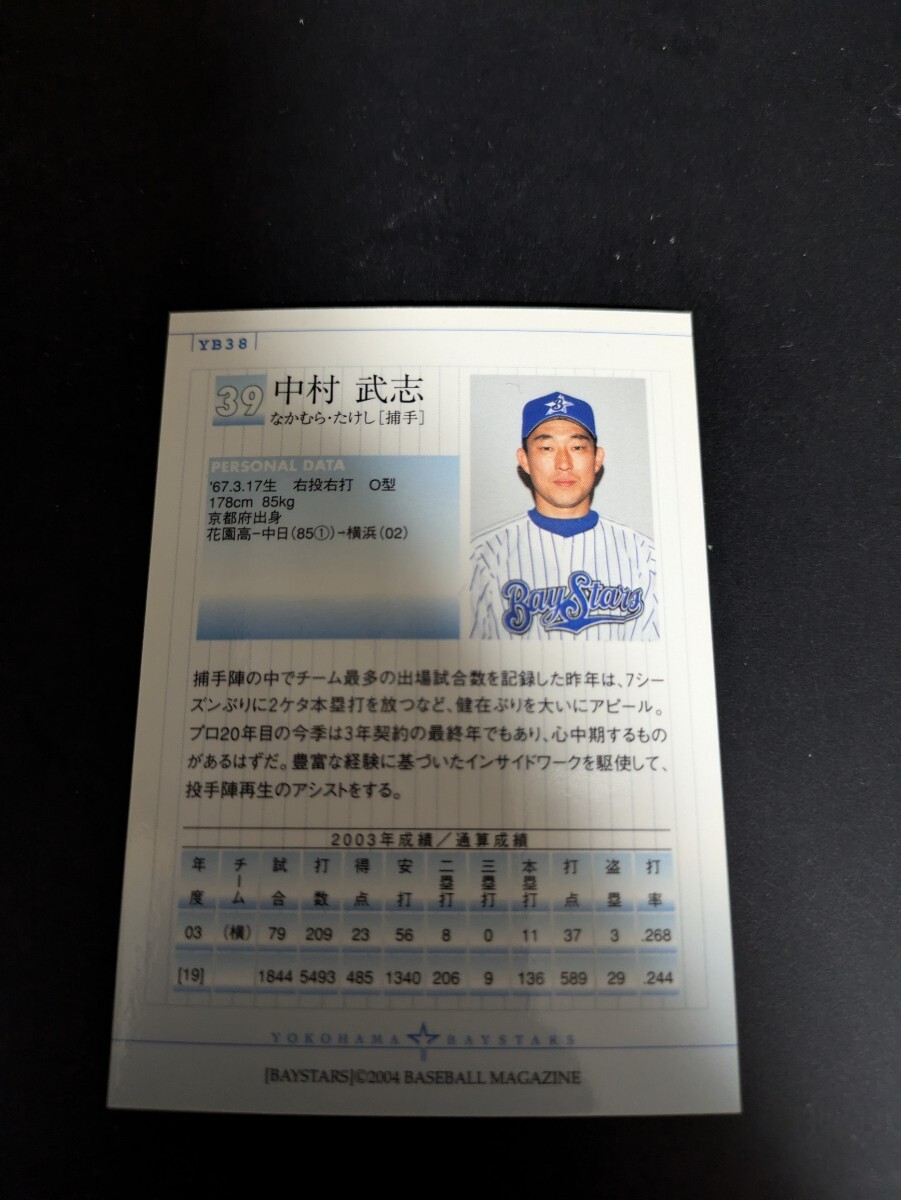 YB38
39 中村 武志
なかむら・たけし[捕手]
PERSONAL DATA
'67.3.17生 右投右打 O型
178cm 85kg
京都府出身
花園高−中日(85①)−横浜(02)
BayStars
捕手陣の中でチーム最多の出場試合数を記録した昨年は、7シー
ズンぶりに2ケタ本塁打を放つなど、健在ぶりを大いにアピール。
プロ20年目の今季は3年契約の最終年でもあり、心中期するもの
があるはずだ。豊富な経験に基づいたインサイドワークを駆使して、
投手陣再生のアシストをする。
2003年成績/通算成績
年度 チーム 試合 打数 得点 安打 二塁打 三塁打 本塁打 打点 盗塁 打率
03 (横) 79 209 23 56 8 0 11 37 3 .268
[19] 1844 5493 485 1340 206 9 136 589 29 .244
YOKOHAMA BAYSTARS
[BAYSTARS]©2004 BASEBALL MAGAZINE